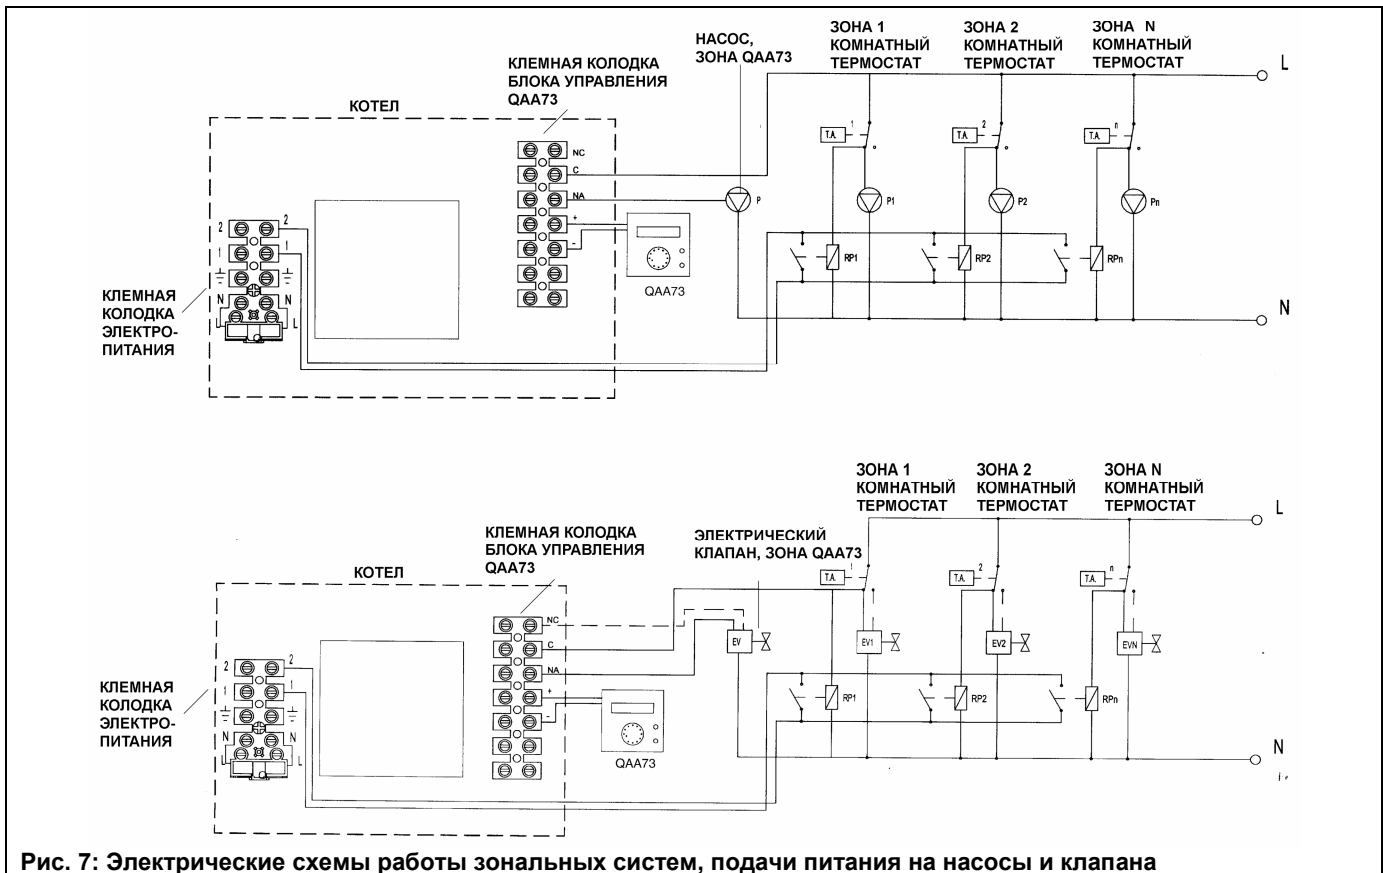 ЗОНА 1
КОМНАТНЫЙ
ТЕРМОСТАТ
ЗОНА 2
КОМНАТНЫЙ
ТЕРМОСТАТ
ЗОНА N
КОМНАТНЫЙ
ТЕРМОСТАТ
НАСОС,
ЗОНА QAA73
КЛЕМНАЯ КОЛОДКА
БЛОКА УПРАВЛЕНИЯ
QAA73
КОТЕЛ
L
NC
C
NA
+
-
P
T.A.
1
P1
T.A.
2
P2
T.A.
n
Pn
RP1
RP2
RPn
QAA73
2
2
1
1
N
N
L
L
КЛЕМНАЯ
КОЛОДКА
ЭЛЕКТРО-
ПИТАНИЯ
N
ЗОНА 1
КОМНАТНЫЙ
ТЕРМОСТАТ
ЗОНА 2
КОМНАТНЫЙ
ТЕРМОСТАТ
ЗОНА N
КОМНАТНЫЙ
ТЕРМОСТАТ
L
КЛЕМНАЯ КОЛОДКА
БЛОКА УПРАВЛЕНИЯ
QAA73
ЭЛЕКТРИЧЕСКИЙ
КЛАПАН, ЗОНА QAA73
КОТЕЛ
NC
C
NA
+
-
EV
T.A.
1
EV1
T.A.
2
EV2
T.A.
n
EVN
RP1
RP2
RPn
QAA73
2
2
1
1
N
N
L
L
КЛЕМНАЯ
КОЛОДКА
ЭЛЕКТРО-
ПИТАНИЯ
N
Рис. 7: Электрические схемы работы зональных систем, подачи питания на насосы и клапана